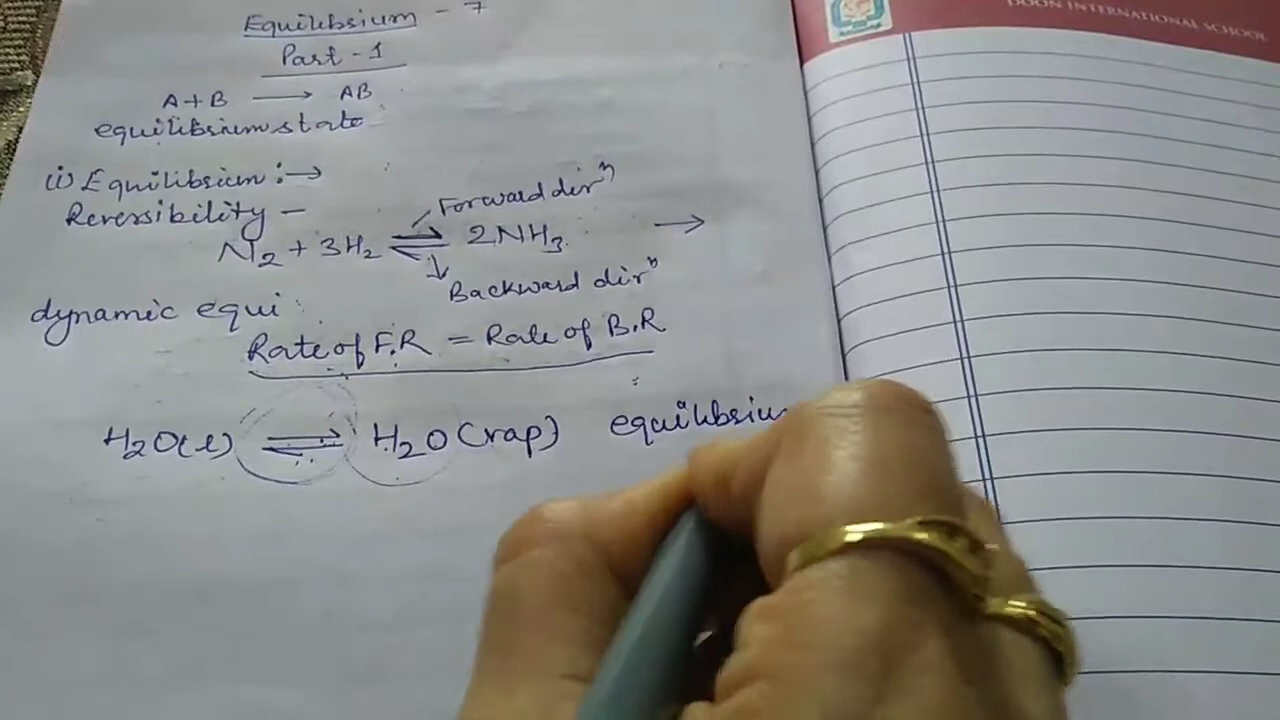 Equilibrium - 7
Part - 1
A + B ⟶ AB
equilibrium state
(i) Equilibrium :→
Reversibility -
Forward dirⁿ
N₂ + 3H₂ ⇌ 2NH₃ →
Backward dirⁿ
dynamic equi
Rate of F.R = Rate of B.R
H₂O(l) ⇌ H₂O(vap) equilibriu
DOON INTERNATIONAL SCHOOL